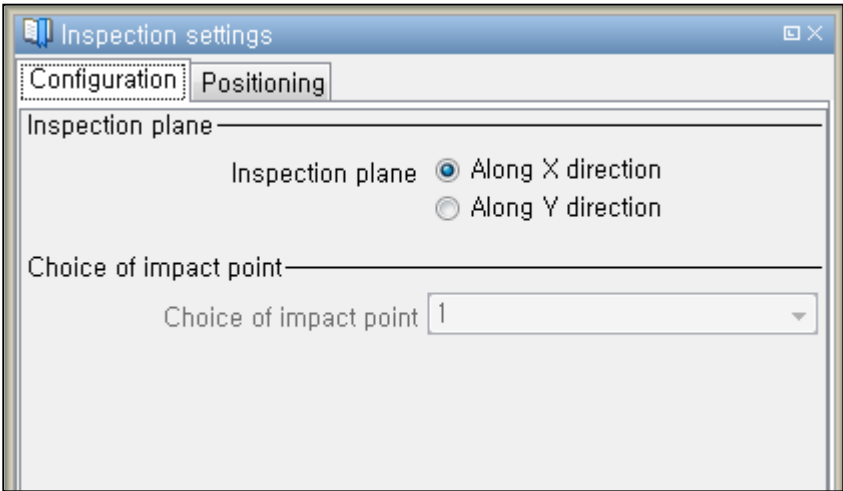 Inspection settings
Configuration Positioning
Inspection plane
Inspection plane Along X direction
Along Y direction
Choice of impact point
Choice of impact point 1